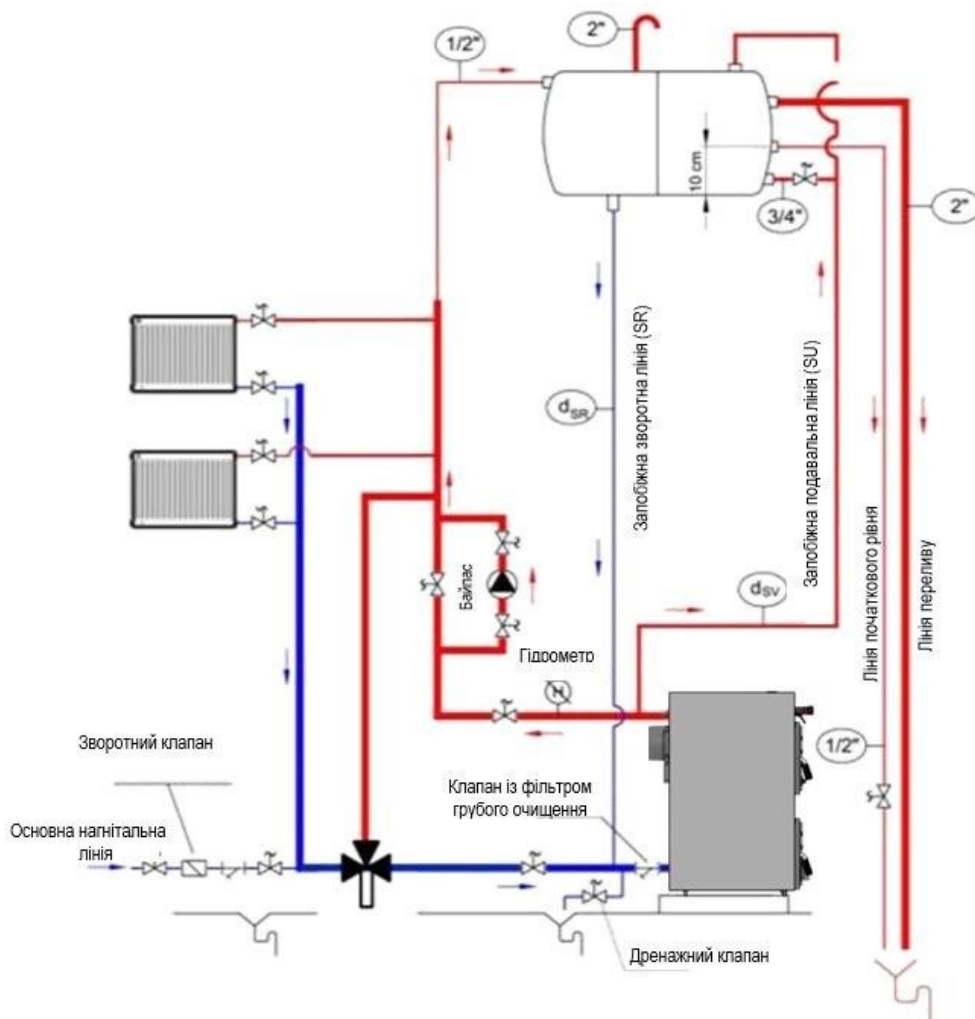 2"
1/2"
10 cm
3/4"
2"
Запобіжна зворотна лінія (SR)
Запобіжна подавальна лінія (SU)
dSR
Байпас
dSV
Лінія початкового рівня
Лінія переливу
Гідрометр
H
Зворотний клапан
1/2"
Клапан із фільтром
грубого очищення
Основна нагнітальна
лінія
Дренажний клапан